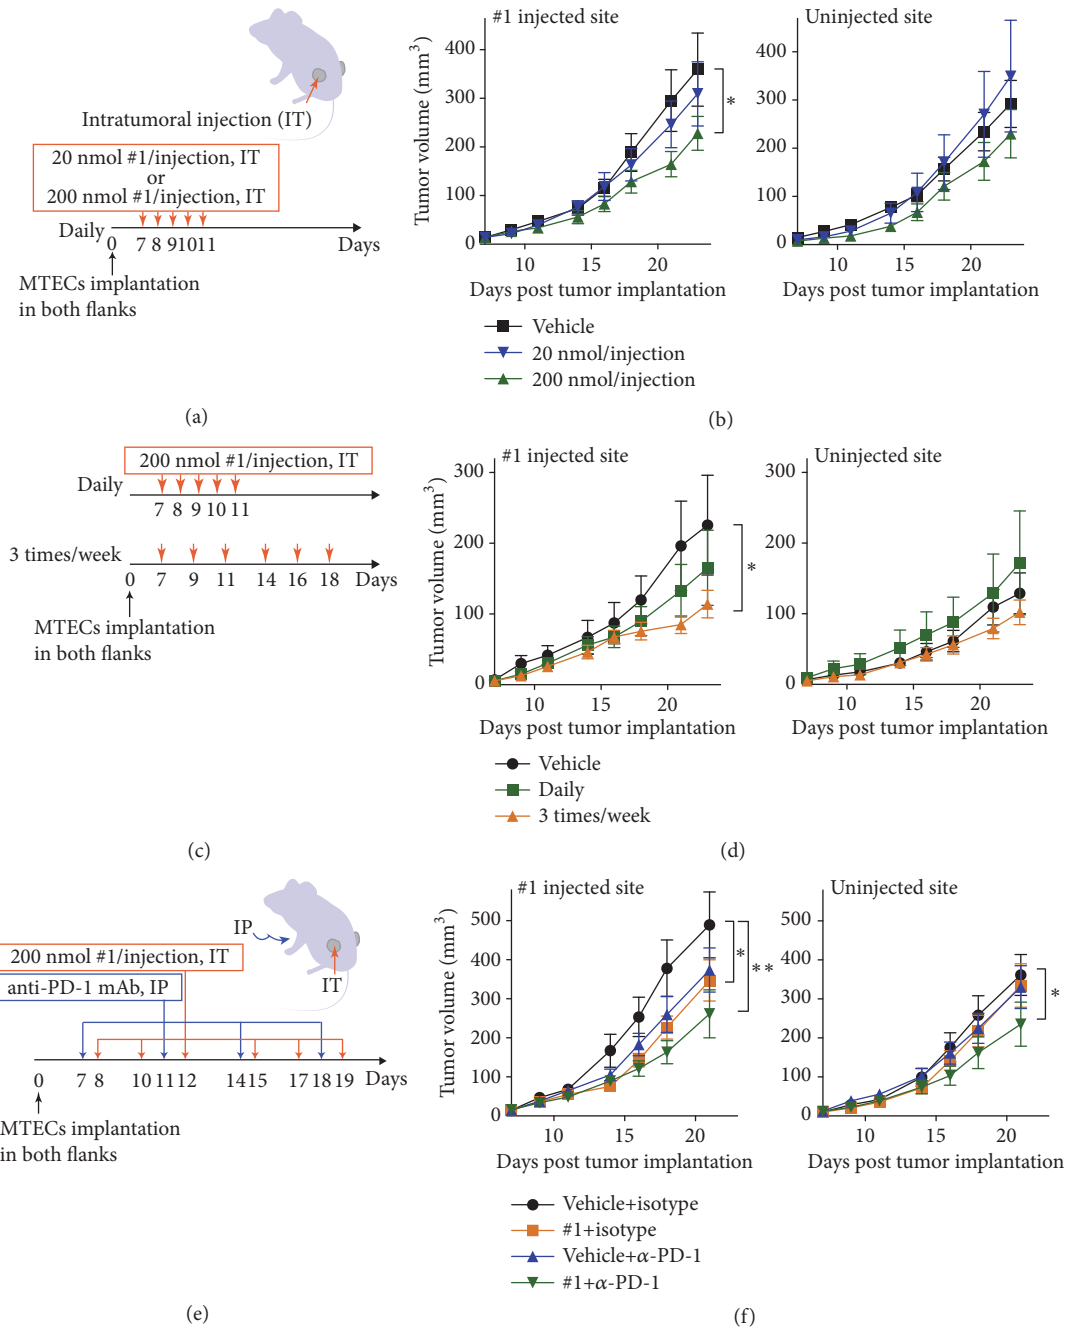 Intratumoral injection (IT)
20 nmol #1/injection, IT
or
200 nmol #1/injection, IT
Daily
0
7 8 9 10 11
Days
MTECs implantation
in both flanks
(a)
#1 injected site
Tumor volume (mm3)
400
300
200
100
0
10 15 20
Days post tumor implantation
*
Uninjected site
400
300
200
100
0
10 15 20
Days post tumor implantation
Vehicle
20 nmol/injection
200 nmol/injection
(b)
200 nmol #1/injection, IT
Daily
7 8 9 10 11
3 times/week
0 7 9 11 14 16 18 Days
MTECs implantation
in both flanks
(c)
#1 injected site
Tumor volume (mm3)
300
200
100
0
10 15 20
Days post tumor implantation
*
Uninjected site
300
200
100
0
10 15 20
Days post tumor implantation
Vehicle
Daily
3 times/week
(d)
IP
IT
200 nmol #1/injection, IT
anti-PD-1 mAb, IP
0 7 8 10 11 12 14 15 17 18 19 Days
MTECs implantation
in both flanks
(e)
#1 injected site
Tumor volume (mm3)
500
400
300
200
100
0
10 15 20
Days post tumor implantation
*
**
Uninjected site
500
400
300
200
100
0
10 15 20
Days post tumor implantation
*
Vehicle+isotype
#1+isotype
Vehicle+α-PD-1
#1+α-PD-1
(f)